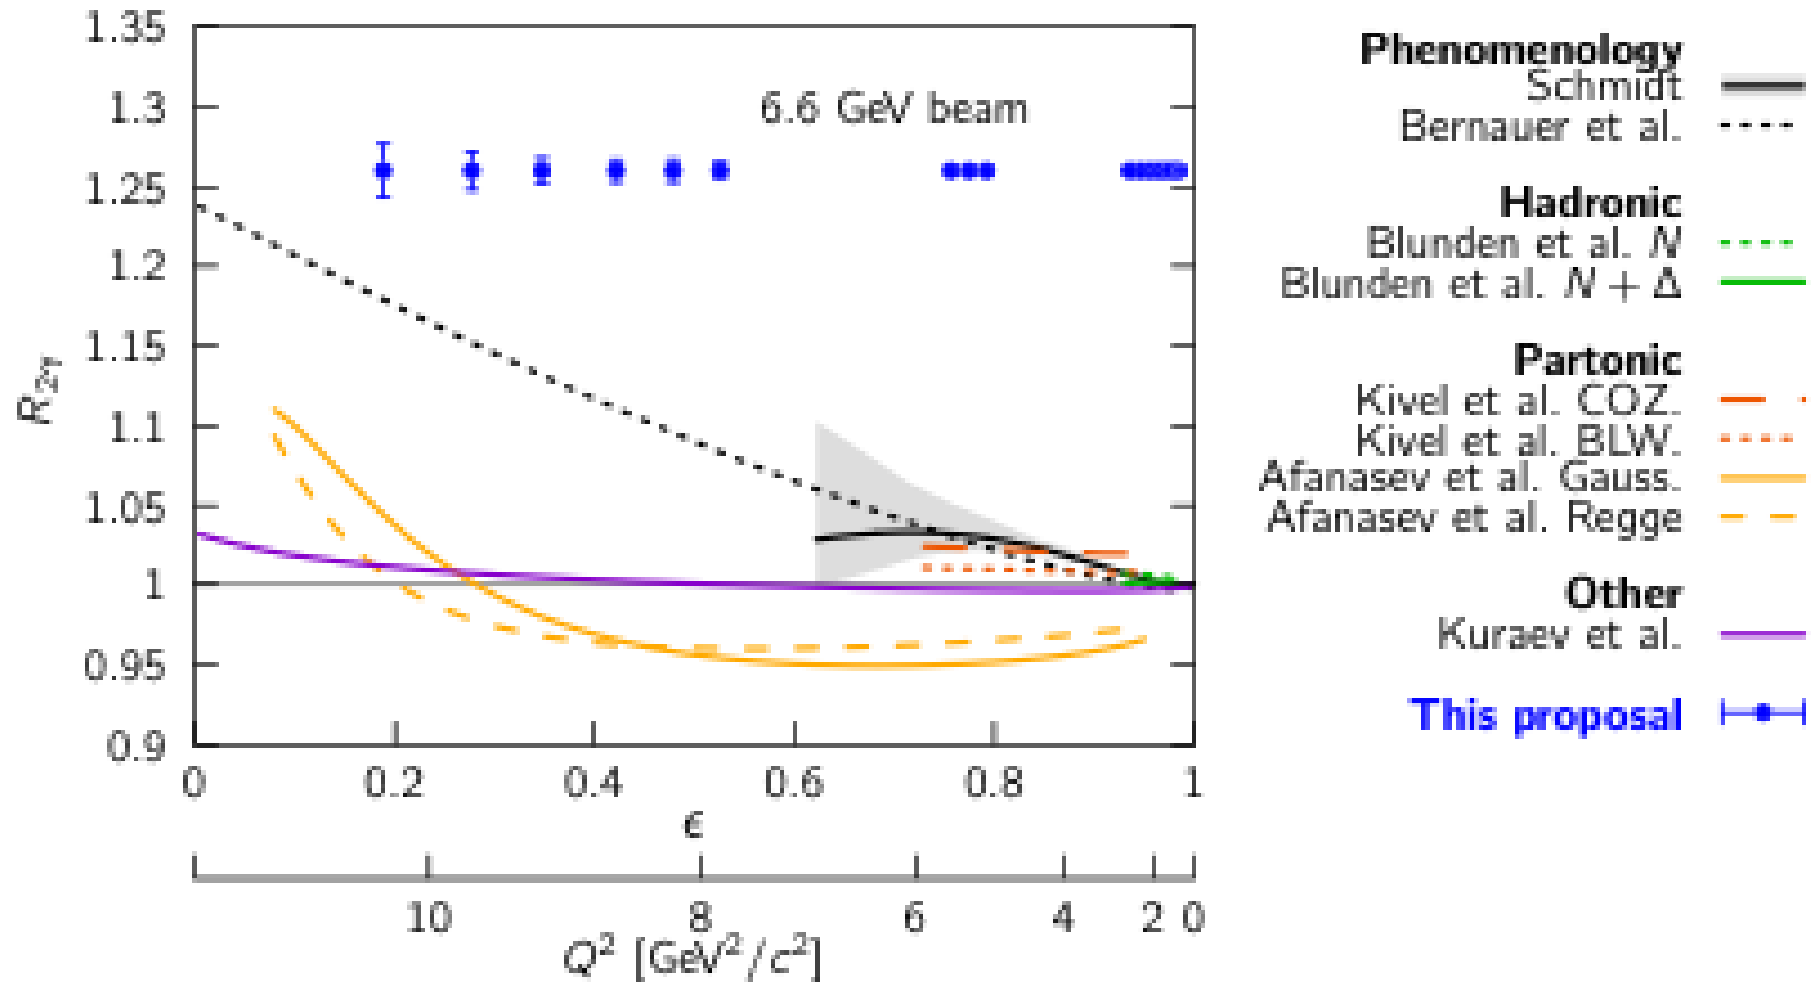 1.35
1.3
1.25
1.2
1.15
1.1
1.05
1
0.95
0.9
R2γ
6.6 GeV beam
0 0.2 0.4 0.6 0.8 1
ϵ
10 8 6 4 2 0
Q² [GeV²/c²]
Phenomenology
Schmidt
Bernauer et al.
Hadronic
Blunden et al. N
Blunden et al. N + Δ
Partonic
Kivel et al. COZ.
Kivel et al. BLW.
Afanasev et al. Gauss.
Afanasev et al. Regge
Other
Kuraev et al.
This proposal